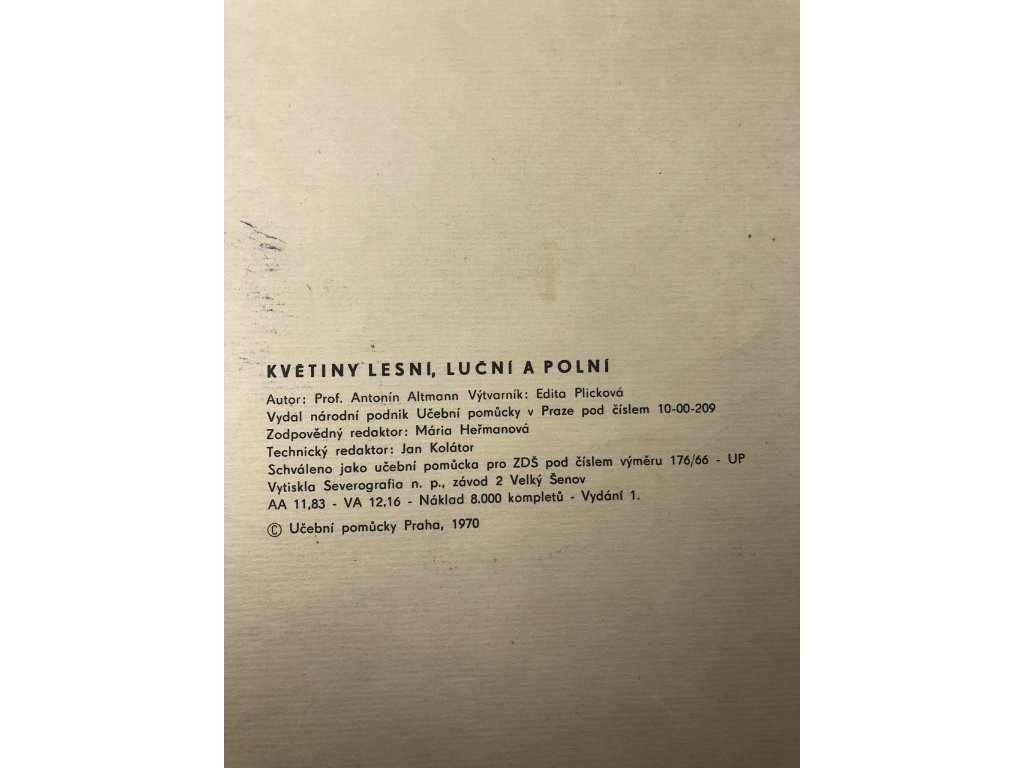 KVĚTINY LESNÍ, LUČNÍ A POLNÍ
Autor: Prof. Antonín Altmann Výtvarník: Edita Plicková
Vydal národní podnik Učební pomůcky v Praze pod číslem 10-00-209
Zodpovědný redaktor: Mária Heřmanová
Technický redaktor: Jan Kolátor
Schváleno jako učební pomůcka pro ZDŠ pod číslem výměru 176/66 - UP
Vytiskla Severografia n. p., závod 2 Velký Šenov
AA 11,83 - VA 12,16 - Náklad 8.000 kompletů - Vydání 1.
© Učební pomůcky Praha, 1970